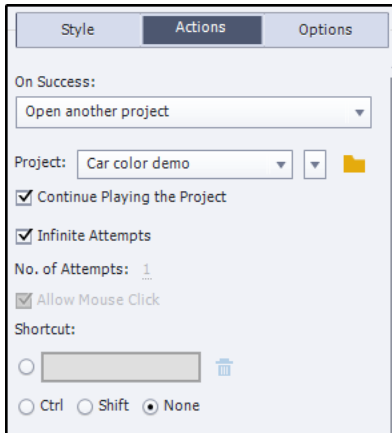 Style Actions Options
On Success:
Open another project
Project: Car color demo
Continue Playing the Project
Infinite Attempts
No. of Attempts: 1
Allow Mouse Click
Shortcut:
Ctrl Shift None